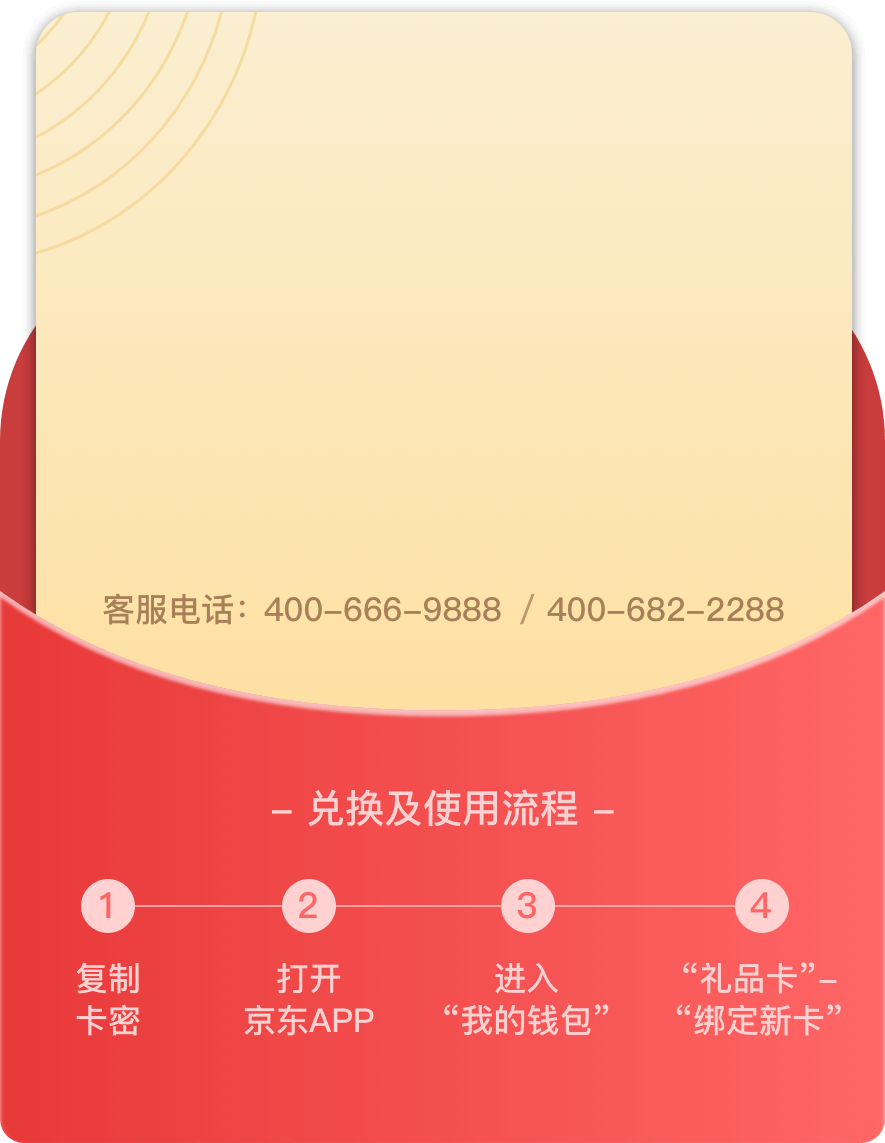 客服电话：400-666-9888 / 400-682-2288
- 兑换及使用流程 -
1
2
3
4
复制
卡密
打开
京东APP
进入
“我的钱包”
“礼品卡”-
“绑定新卡”